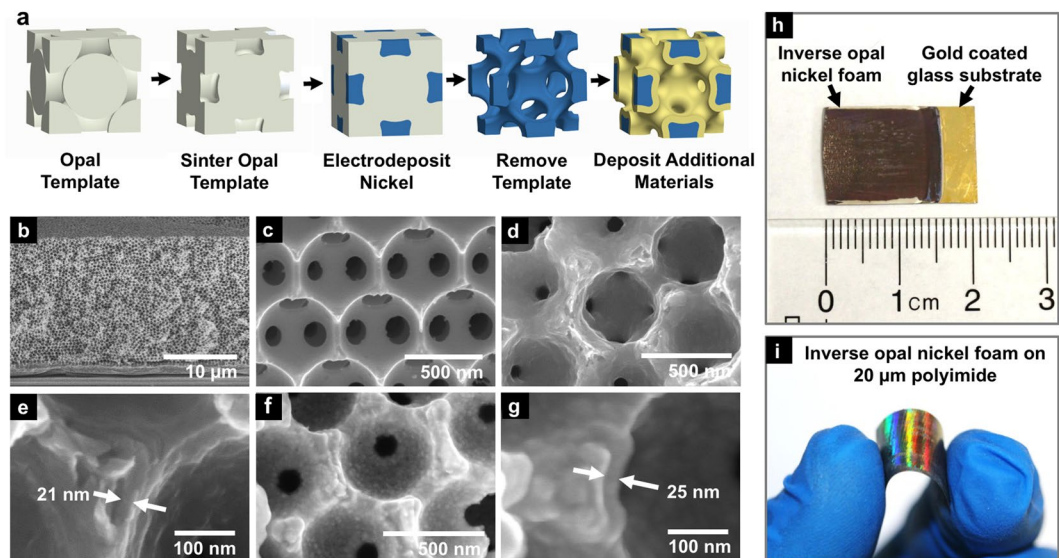 a
Opal
Template
Sinter Opal
Template
Electrodeposit
Nickel
Remove
Template
Deposit Additional
Materials
b
10 µm
c
500 nm
d
500 nm
e
21 nm
100 nm
f
500 nm
g
25 nm
100 nm
h
Inverse opal
nickel foam
Gold coated
glass substrate
0 1 cm 2 3
i
Inverse opal nickel foam on
20 µm polyimide